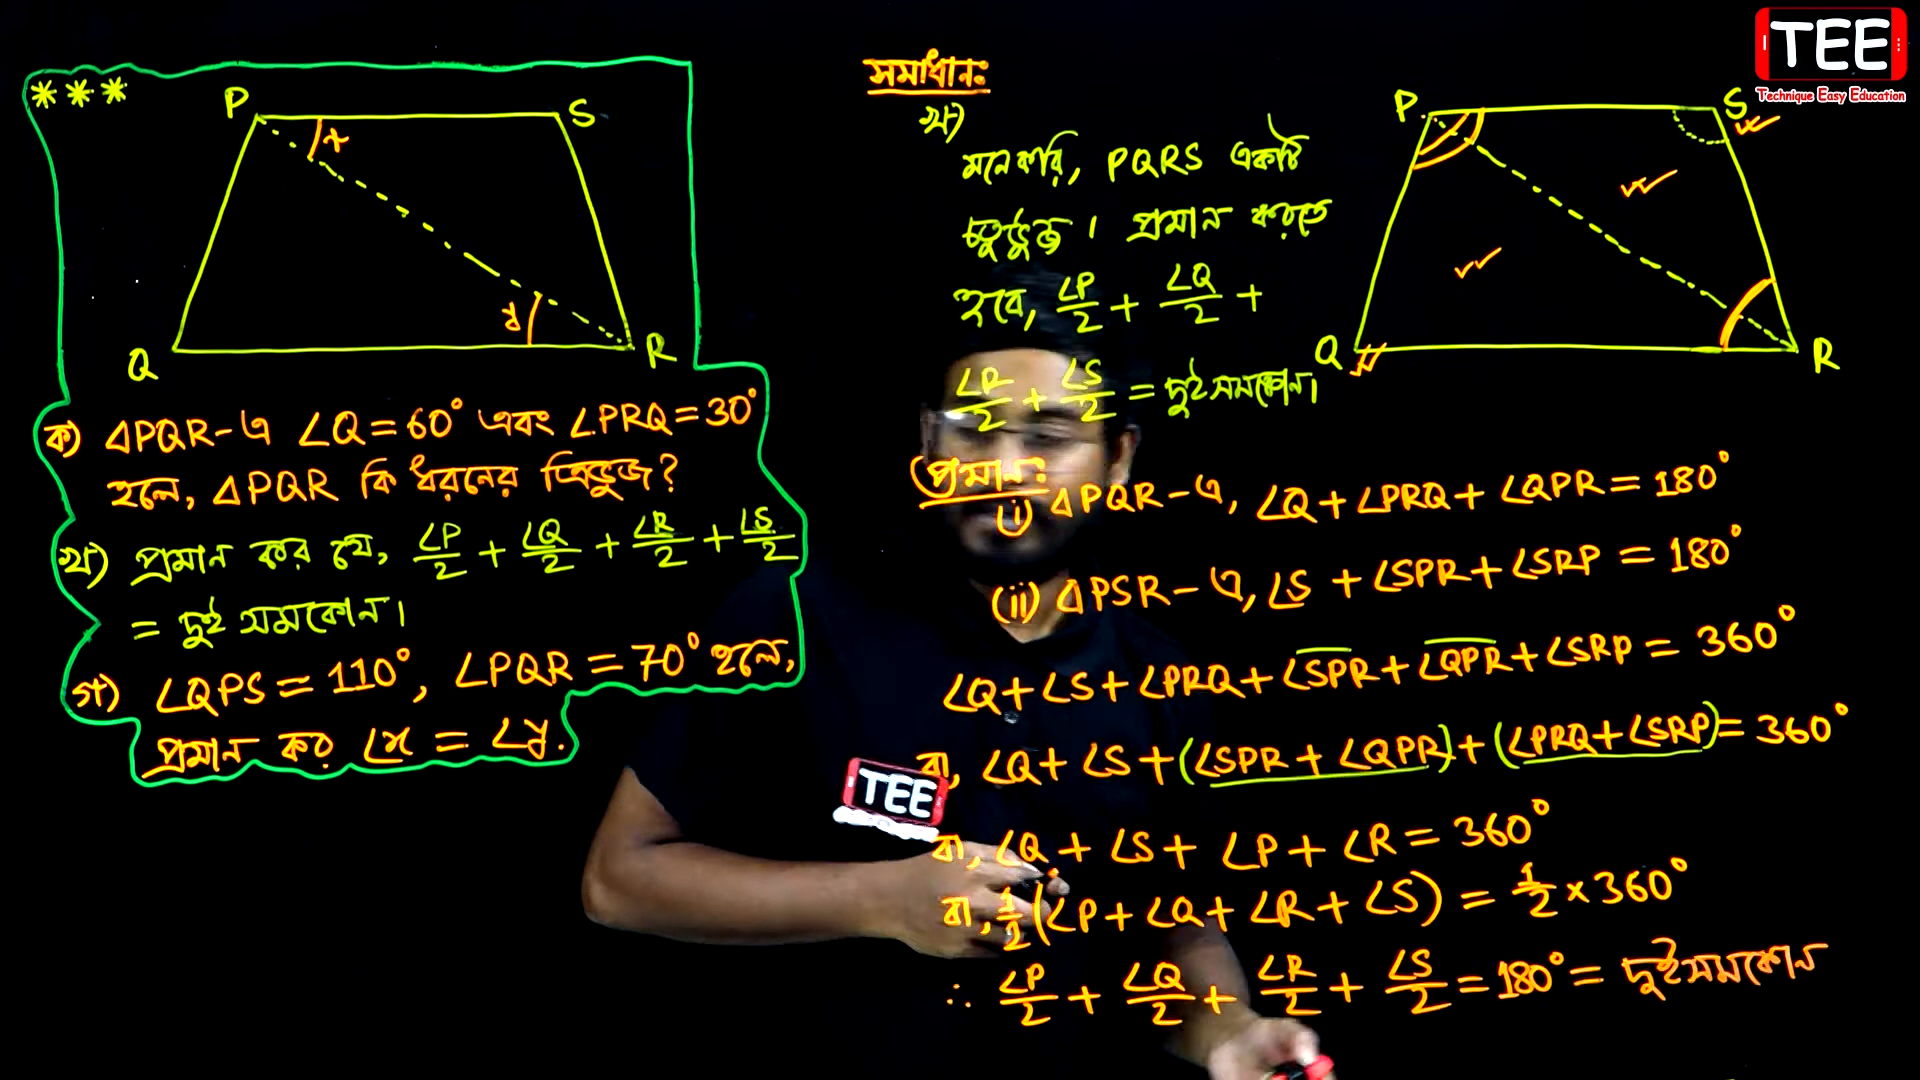 ***
P
S
x
y
Q
R
ক) ΔPQR-এ ∠Q = 60° এবং ∠PRQ = 30°
হলে, ΔPQR কি ধরনের ত্রিভুজ?
খ) প্রমান কর যে, ∠P/2 + ∠Q/2 + ∠R/2 + ∠S/2
= দুই সমকোন।
গ) ∠QPS = 110°, ∠PQR = 70° হলে,
প্রমান কর ∠x = ∠y.
সমাধান:
খ)
মনে করি, PQRS একটি
চতুর্ভুজ। প্রমান করতে
হবে, ∠P/2 + ∠Q/2 +
∠R/2 + ∠S/2 = দুই সমকোন।
P
S
Q
R
প্রমান:
(i) ΔPQR-এ, ∠Q + ∠PRQ + ∠QPR = 180°
(ii) ΔPSR-এ, ∠S + ∠SPR + ∠SRP = 180°
∠Q + ∠S + ∠PRQ + ∠SPR + ∠QPR + ∠SRP = 360°
বা, ∠Q + ∠S + (∠SPR + ∠QPR) + (∠PRQ + ∠SRP) = 360°
বা, ∠Q + ∠S + ∠P + ∠R = 360°
বা, 1/2 (∠P + ∠Q + ∠R + ∠S) = 1/2 × 360°
∴ ∠P/2 + ∠Q/2 + ∠R/2 + ∠S/2 = 180° = দুই সমকোন
TEE
Technique Easy Education
TEE